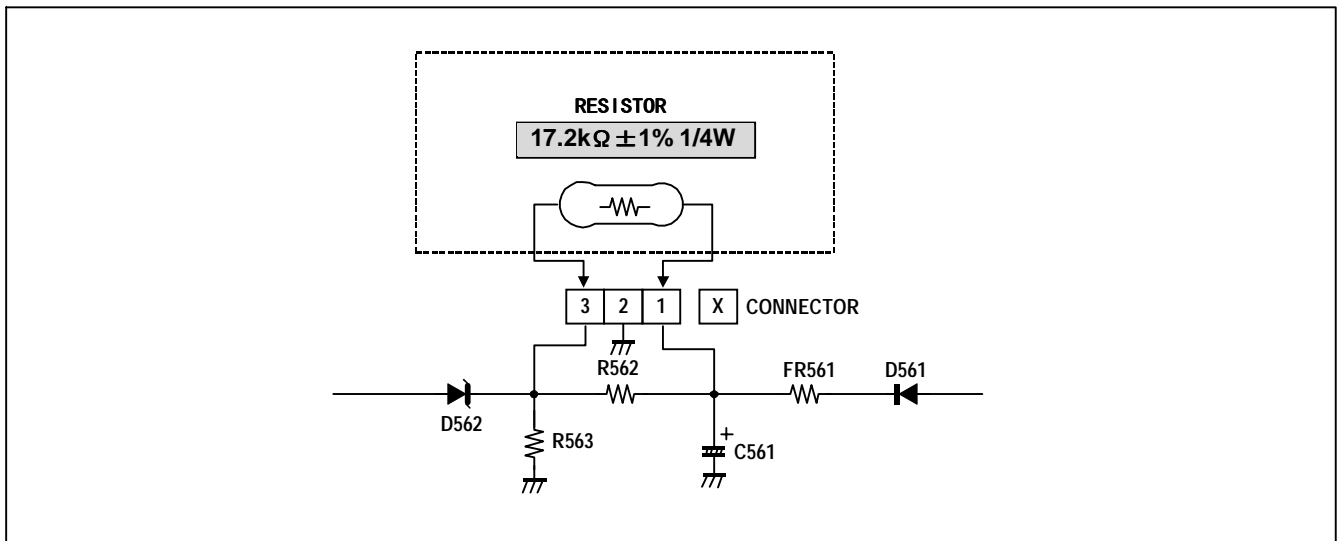 RESISTOR
17.2kΩ ±1% 1/4W
3 2 1 X CONNECTOR
R562 FR561 D561
D562 R563 + C561